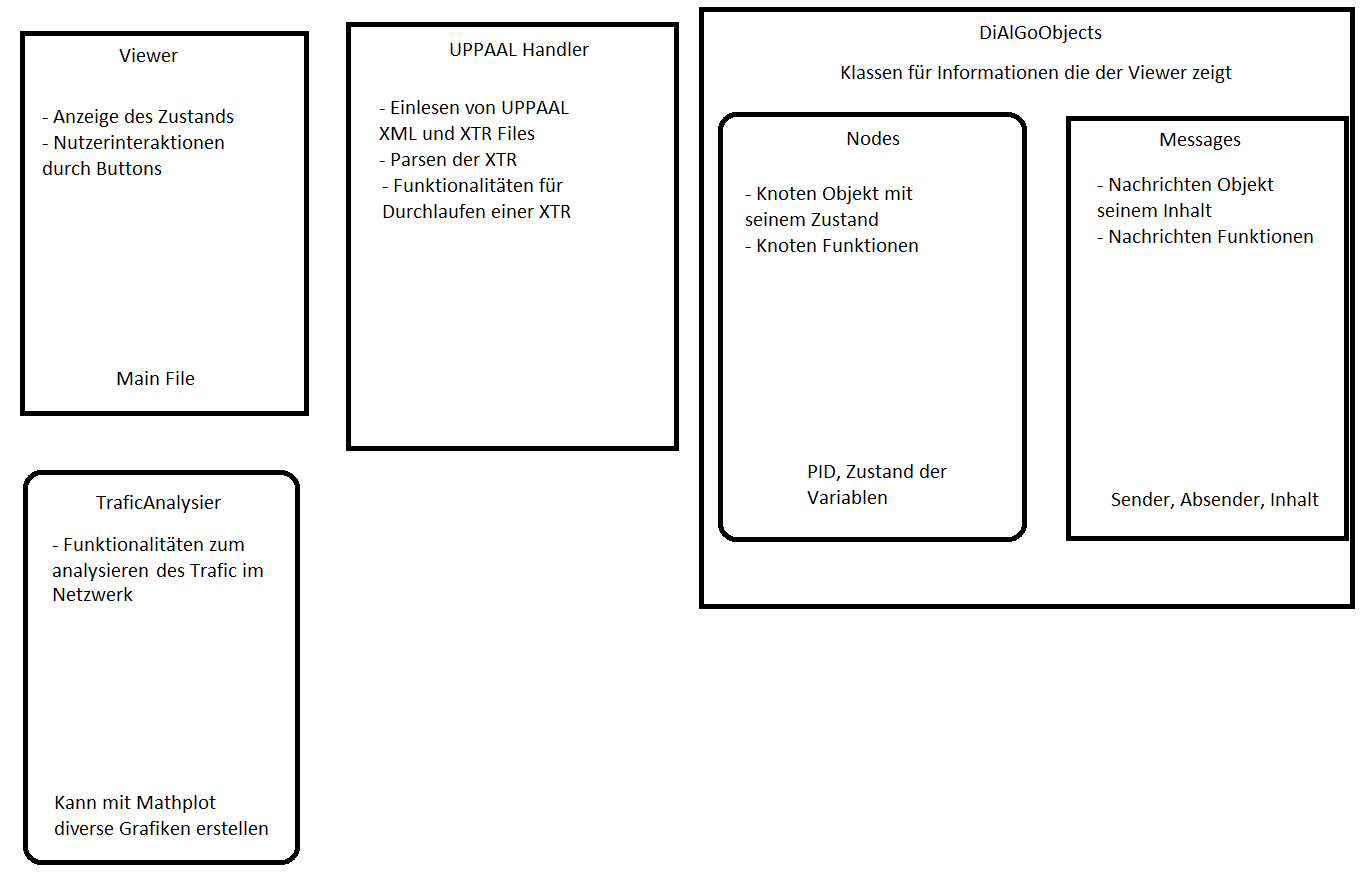 Viewer
- Anzeige des Zustands
- Nutzerinteraktionen
durch Buttons
Main File
UPPAAL Handler
- Einlesen von UPPAAL
XML und XTR Files
- Parsen der XTR
- Funktionalitäten für
Durchlaufen einer XTR
DiAlGoObjects
Klassen für Informationen die der Viewer zeigt
Nodes
- Knoten Objekt mit
seinem Zustand
- Knoten Funktionen
PID, Zustand der
Variablen
Messages
- Nachrichten Objekt
seinem Inhalt
- Nachrichten Funktionen
Sender, Absender, Inhalt
TraficAnalysier
- Funktionalitäten zum
analysieren des Trafic im
Netzwerk
Kann mit Mathplot
diverse Grafiken erstellen